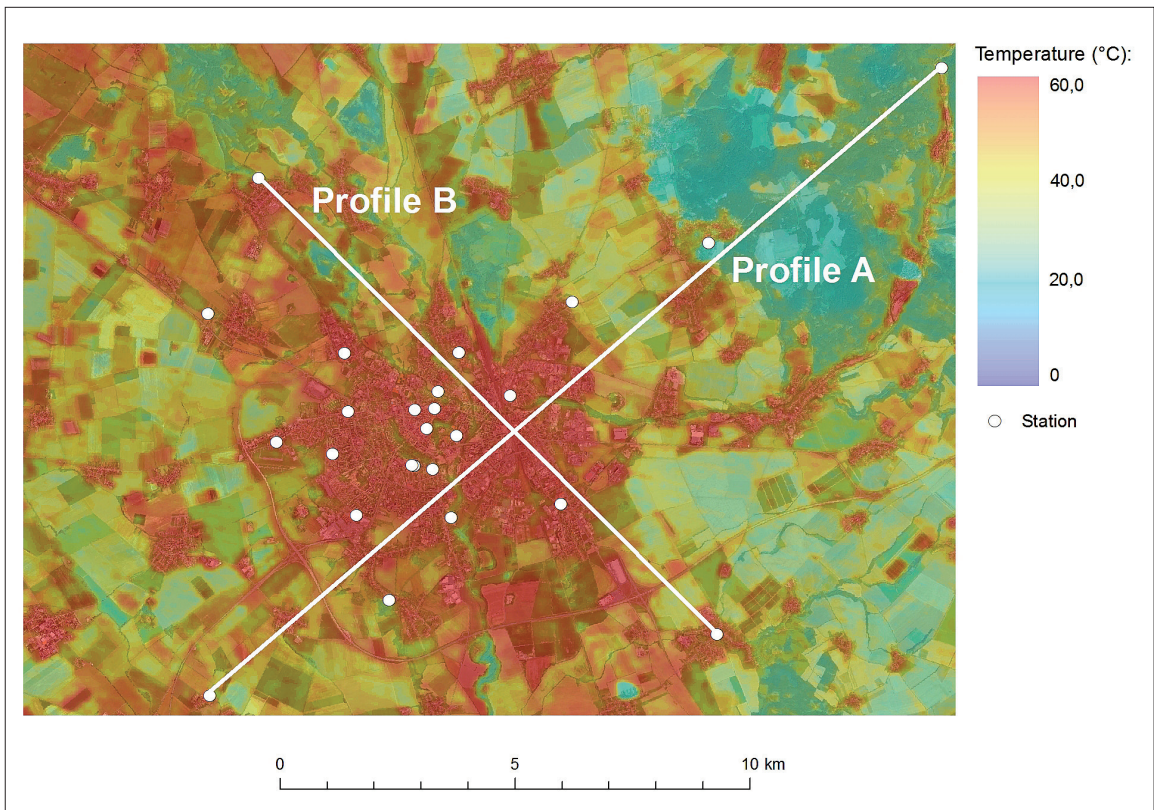 Temperature (°C):
60,0
40,0
20,0
0
Station
Profile B
Profile A
0 5 10 km